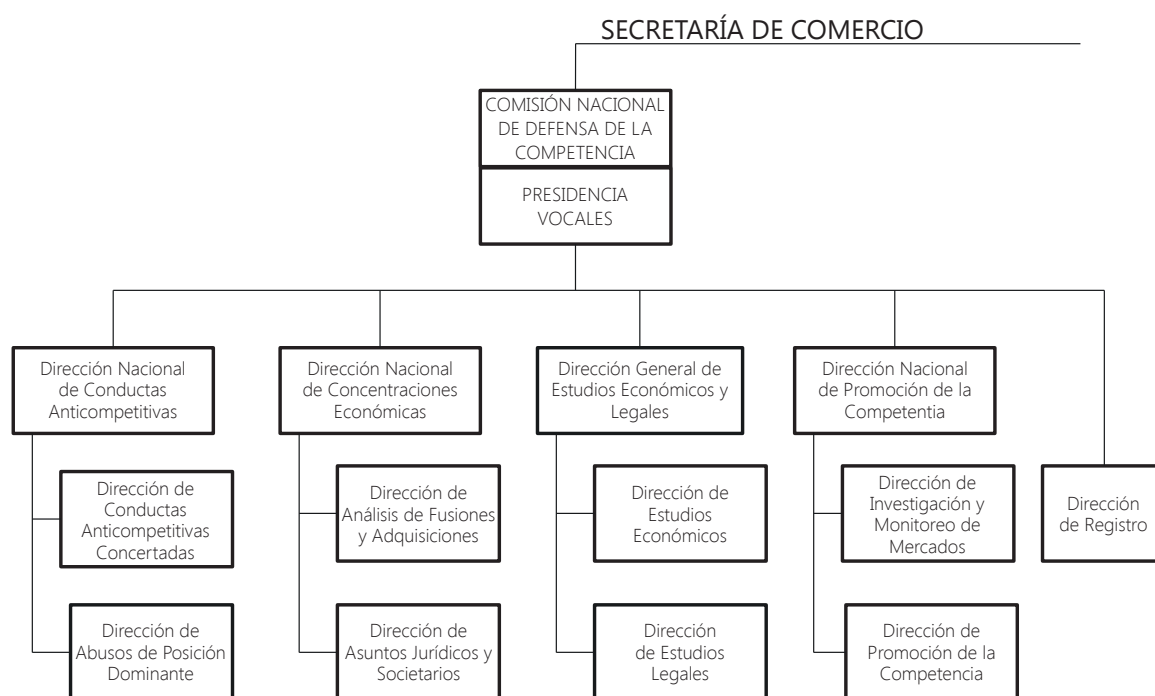 SECRETARÍA DE COMERCIO
COMISIÓN NACIONAL
DE DEFENSA DE LA
COMPETENCIA
PRESIDENCIA
VOCALES
Dirección Nacional
de Conductas
Anticompetitivas
Dirección Nacional
de Concentraciones
Económicas
Dirección General de
Estudios Económicos y
Legales
Dirección Nacional
de Promoción de la
Competentia
Dirección de
Conductas
Anticompetitivas
Concertadas
Dirección de
Análisis de Fusiones
y Adquisiciones
Dirección de
Estudios
Económicos
Dirección de
Investigación y
Monitoreo de
Mercados
Dirección
de Registro
Dirección de
Abusos de Posición
Dominante
Dirección de
Asuntos Jurídicos y
Societarios
Dirección
de Estudios
Legales
Dirección de
Promoción de la
Competencia